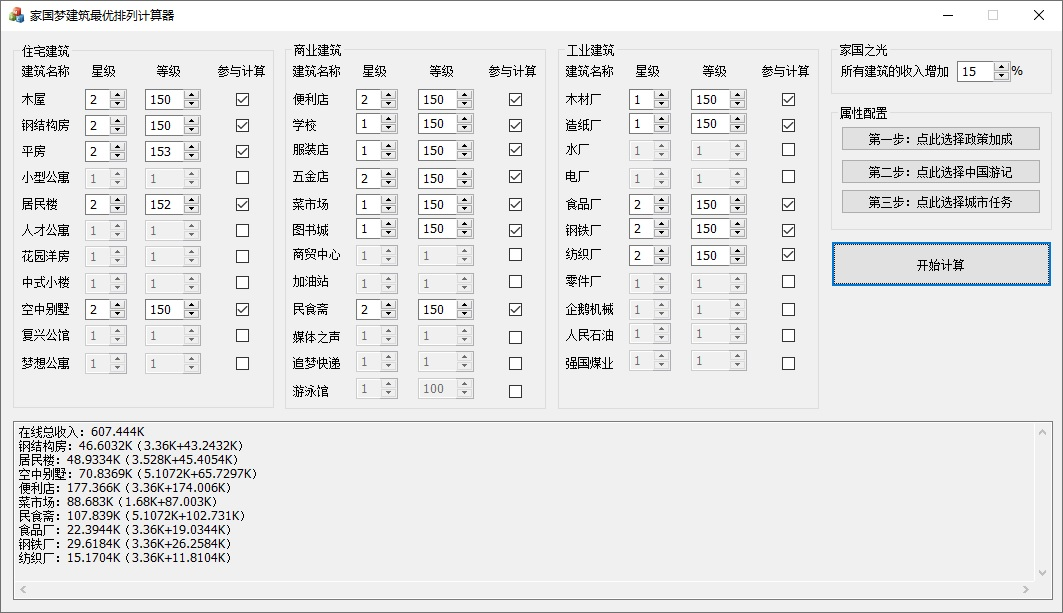 家国梦建筑最优排列计算器
住宅建筑
建筑名称 星级 等级 参与计算
木屋 2 150
钢结构房 2 150
平房 2 153
小型公寓 1 1
居民楼 2 152
人才公寓 1 1
花园洋房 1 1
中式小楼 1 1
空中别墅 2 150
复兴公馆 1 1
梦想公寓 1 1
商业建筑
建筑名称 星级 等级 参与计算
便利店 2 150
学校 1 150
服装店 1 150
五金店 2 150
菜市场 1 150
图书城 1 150
商贸中心 1 1
加油站 1 1
民食斋 2 150
媒体之声 1 1
追梦快递 1 1
游泳馆 1 100
工业建筑
建筑名称 星级 等级 参与计算
木材厂 1 150
造纸厂 1 150
水厂 1 1
电厂 1 1
食品厂 2 150
钢铁厂 2 150
纺织厂 2 150
零件厂 1 1
企鹅机械 1 1
人民石油 1 1
强国煤业 1 1
家国之光
所有建筑的收入增加 15 %
属性配置
第一步：点此选择政策加成
第二步：点此选择中国游记
第三步：点此选择城市任务
开始计算
在线总收入：607.444K
钢结构房：46.6032K（3.36K+43.2432K）
居民楼：48.9334K（3.528K+45.4054K）
空中别墅：70.8369K（5.1072K+65.7297K）
便利店：177.366K（3.36K+174.006K）
菜市场：88.683K（1.68K+87.003K）
民食斋：107.839K（5.1072K+102.731K）
食品厂：22.3944K（3.36K+19.0344K）
钢铁厂：29.6184K（3.36K+26.2584K）
纺织厂：15.1704K（3.36K+11.8104K）